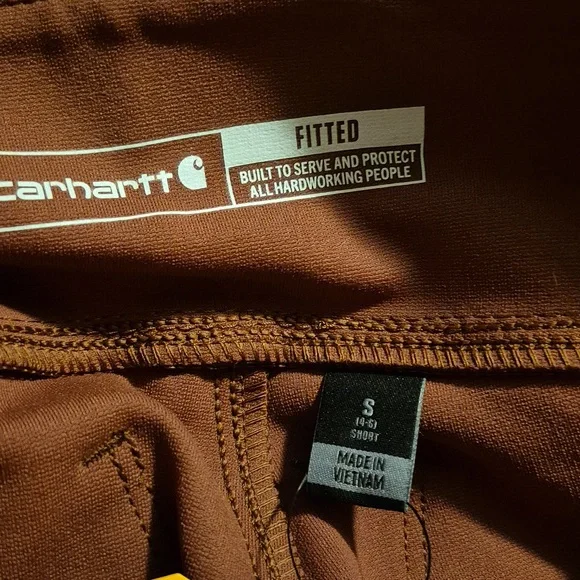 carhartt
FITTED
BUILT TO SERVE AND PROTECT
ALL HARDWORKING PEOPLE
S
(4-6)
SHORT
MADE IN
VIETNAM